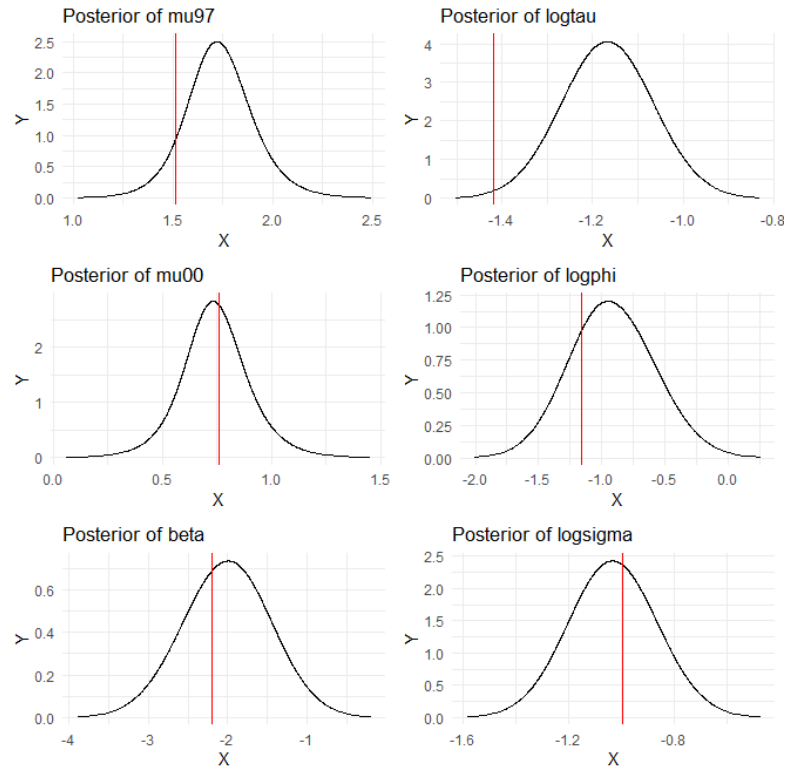 Posterior of mu97
2.5
2.0
1.5
1.0
0.5
0.0
Y
1.0 1.5 2.0 2.5
X
Posterior of logtau
4
3
2
1
0
Y
-1.4 -1.2 -1.0 -0.8
X
Posterior of mu00
2
1
0
Y
0.0 0.5 1.0 1.5
X
Posterior of logphi
1.25
1.00
0.75
0.50
0.25
0.00
Y
-2.0 -1.5 -1.0 -0.5 0.0
X
Posterior of beta
0.6
0.4
0.2
0.0
Y
-4 -3 -2 -1
X
Posterior of logsigma
2.5
2.0
1.5
1.0
0.5
0.0
Y
-1.6 -1.2 -0.8
X